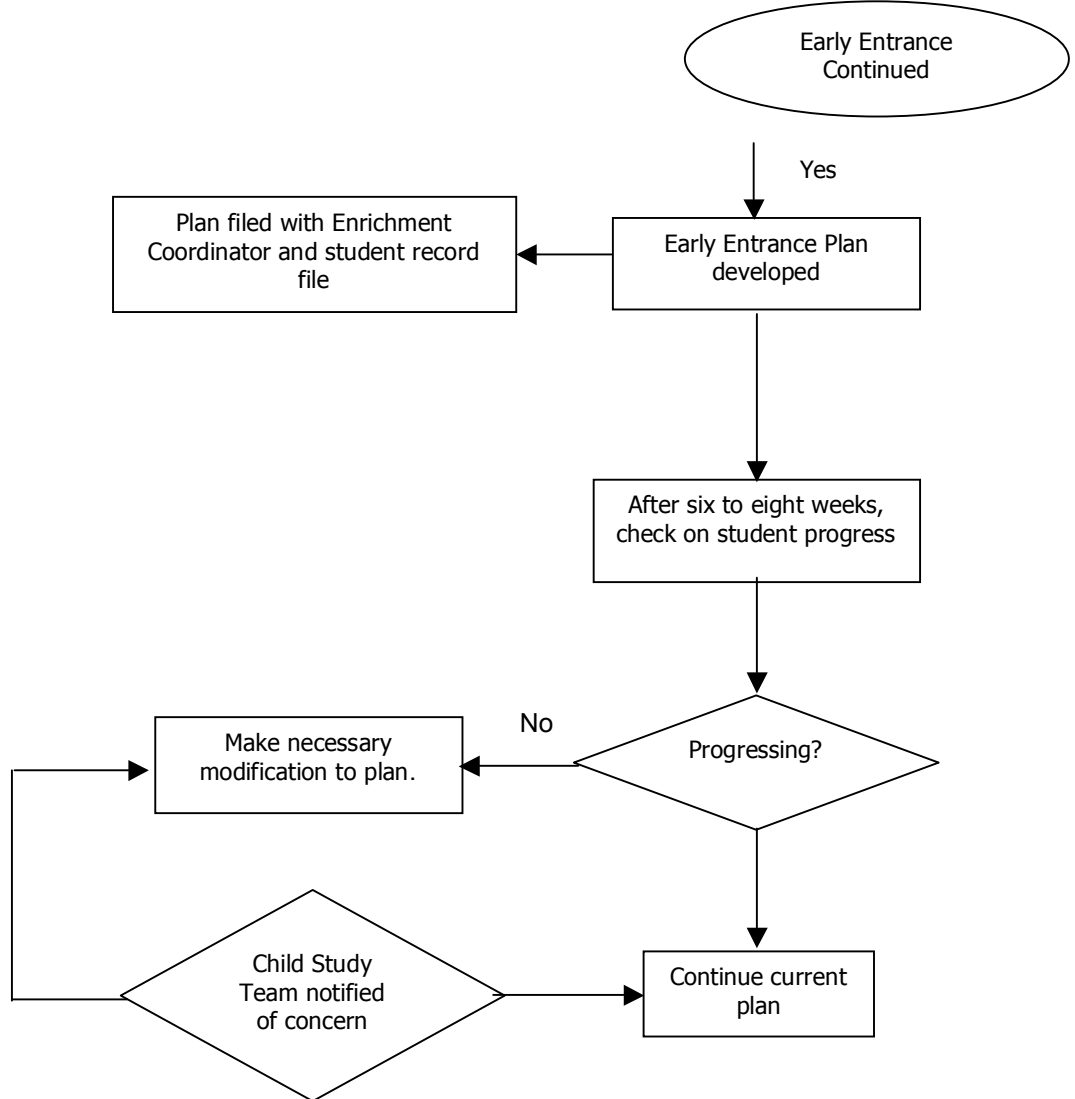 Early Entrance
Continued
Yes
Plan filed with Enrichment
Coordinator and student record
file
Early Entrance Plan
developed
After six to eight weeks,
check on student progress
No
Make necessary
modification to plan.
Progressing?
Child Study
Team notified
of concern
Continue current
plan